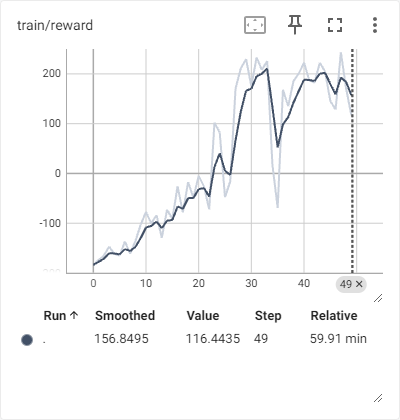 train/reward
200
100
0
-100
0 10 20 30 40 49 ✕
Run ↑ Smoothed Value Step Relative
. 156.8495 116.4435 49 59.91 min